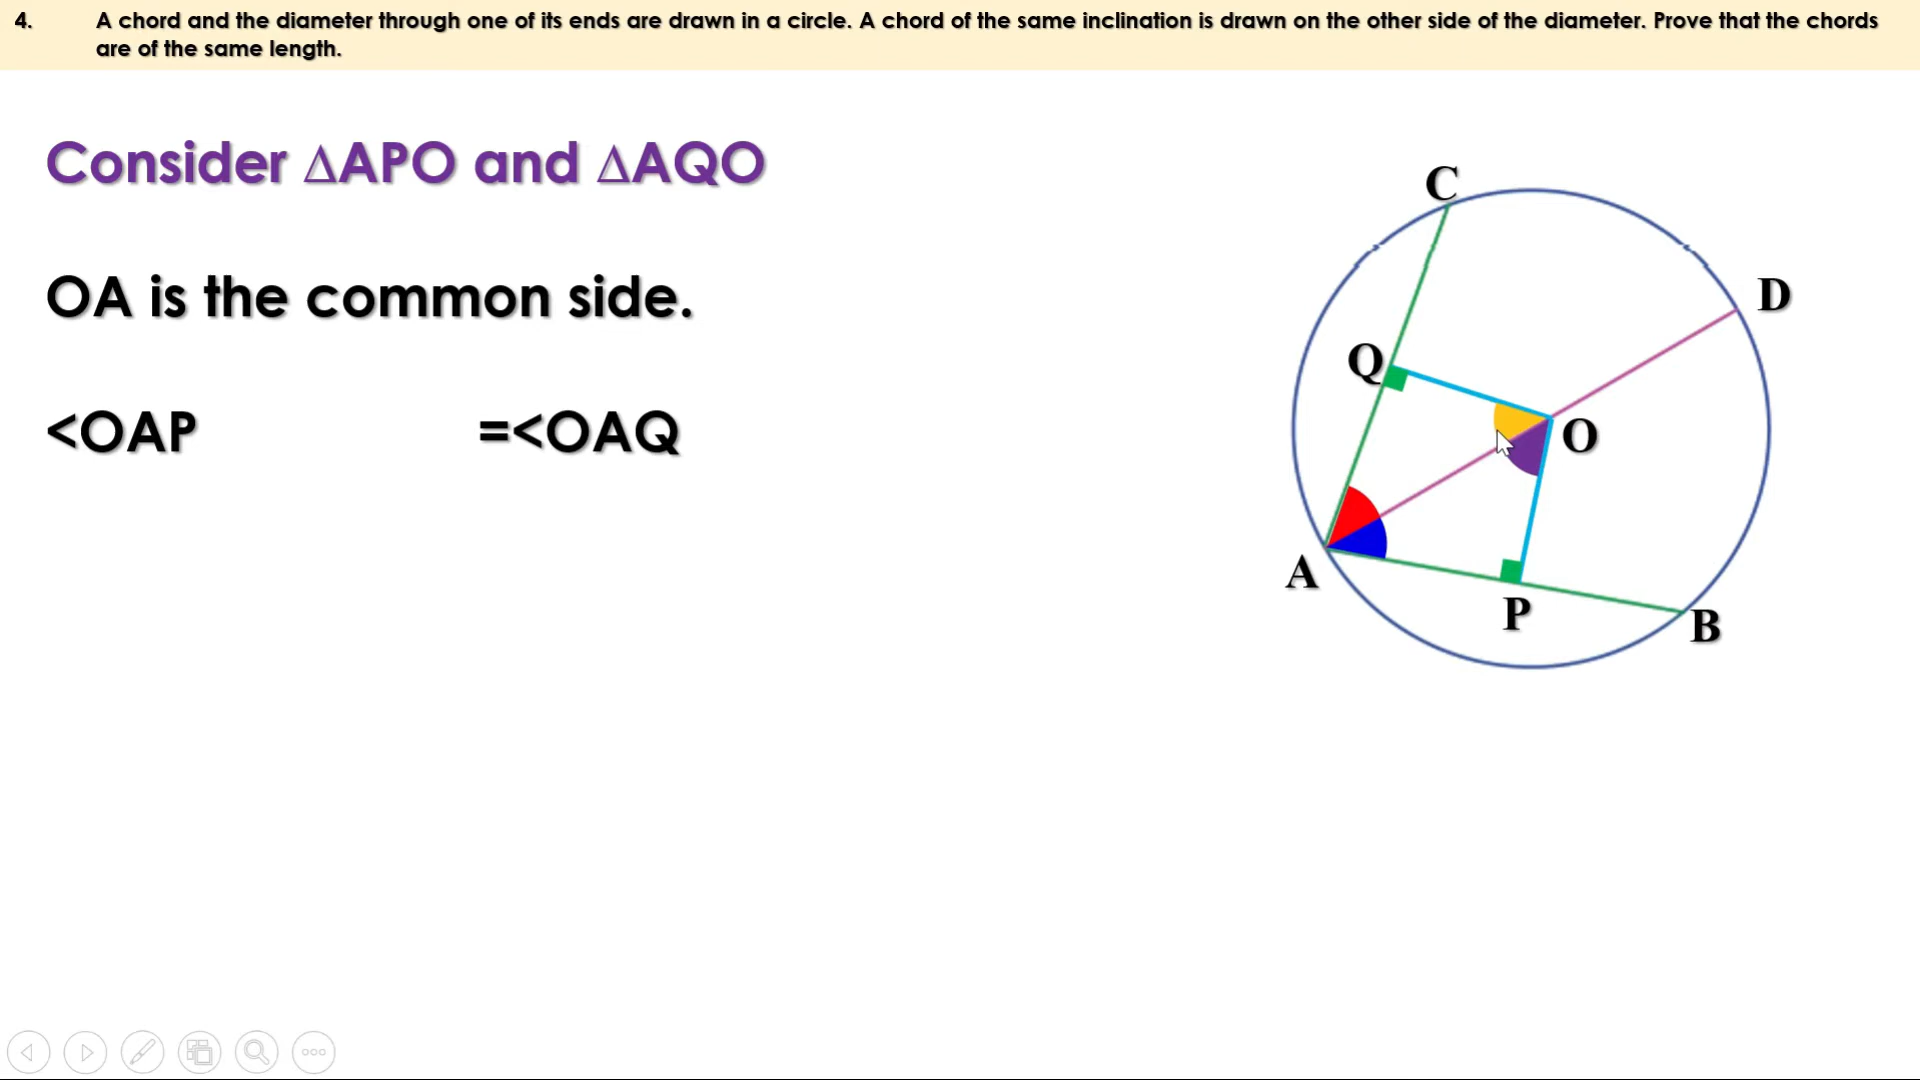 4. A chord and the diameter through one of its ends are drawn in a circle. A chord of the same inclination is drawn on the other side of the diameter. Prove that the chords
are of the same length.
Consider ∆APO and ∆AQO
OA is the common side.
<OAP =<OAQ
C
D
Q
O
A
P
B